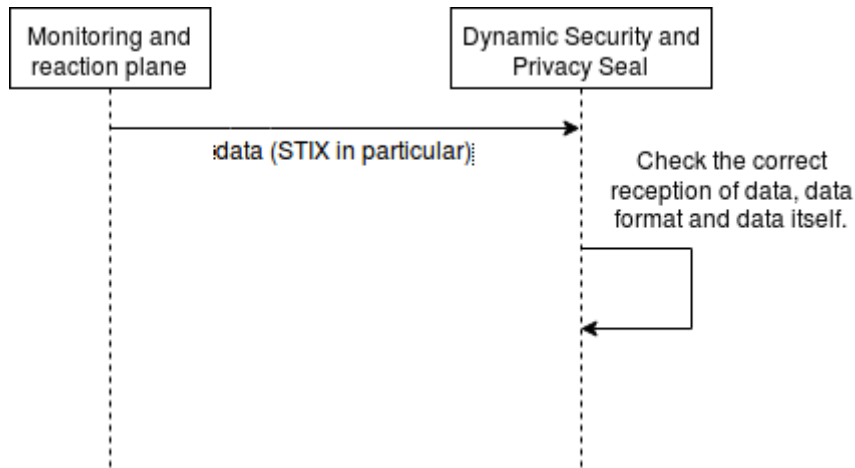 Monitoring and
reaction plane
Dynamic Security and
Privacy Seal
data (STIX in particular)
Check the correct
reception of data, data
format and data itself.